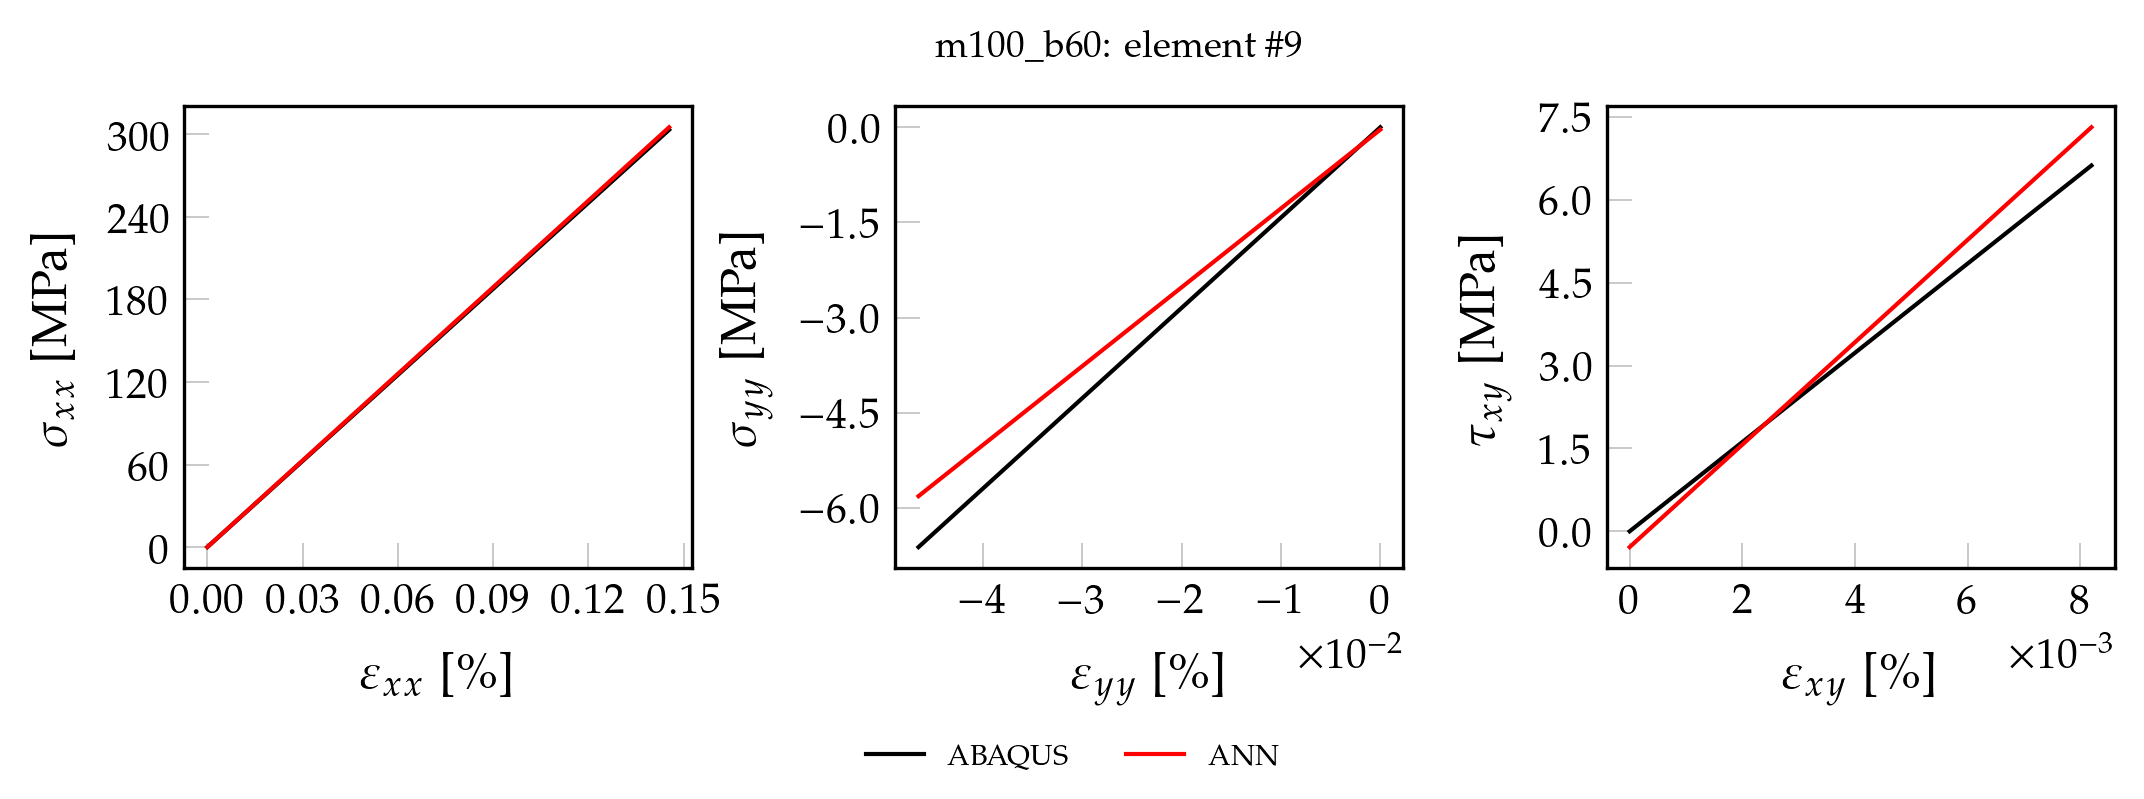 m100_b60: element #9
σxx [MPa]
300
240
180
120
60
0
0.00 0.03 0.06 0.09 0.12 0.15
εxx [%]
σyy [MPa]
0.0
−1.5
−3.0
−4.5
−6.0
−4 −3 −2 −1 0
×10−2
εyy [%]
τxy [MPa]
7.5
6.0
4.5
3.0
1.5
0.0
0 2 4 6 8
×10−3
εxy [%]
ABAQUS ANN